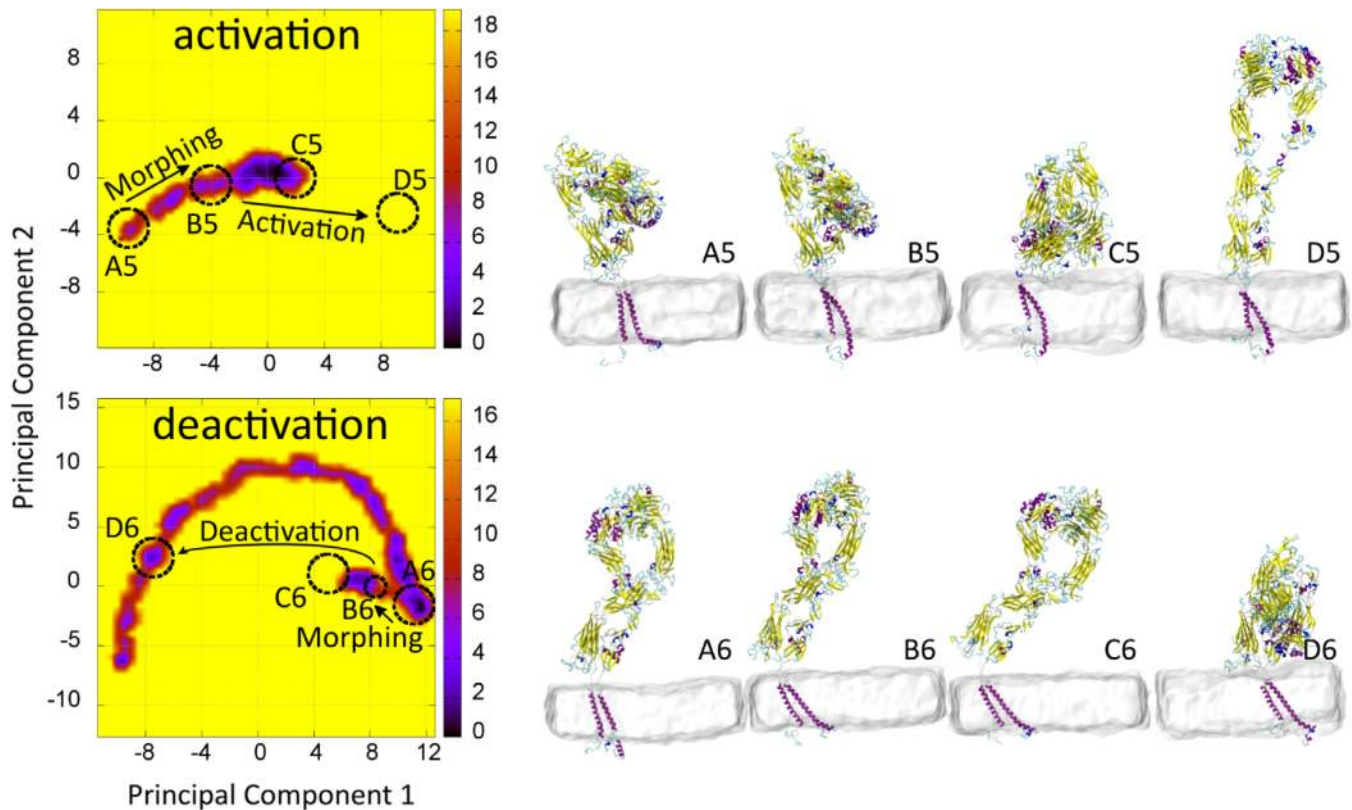 activation
18
16
14
12
10
8
6
4
2
0
8
4
0
-4
-8
-8
-4
0
4
8
Morphing
A5
B5
C5
D5
Activation
A5
B5
C5
D5
Principal Component 2
deactivation
16
14
12
10
8
6
4
2
0
15
10
5
0
-5
-10
-8
-4
0
4
8
12
D6
Deactivation
C6
B6
A6
Morphing
A6
B6
C6
D6
Principal Component 1